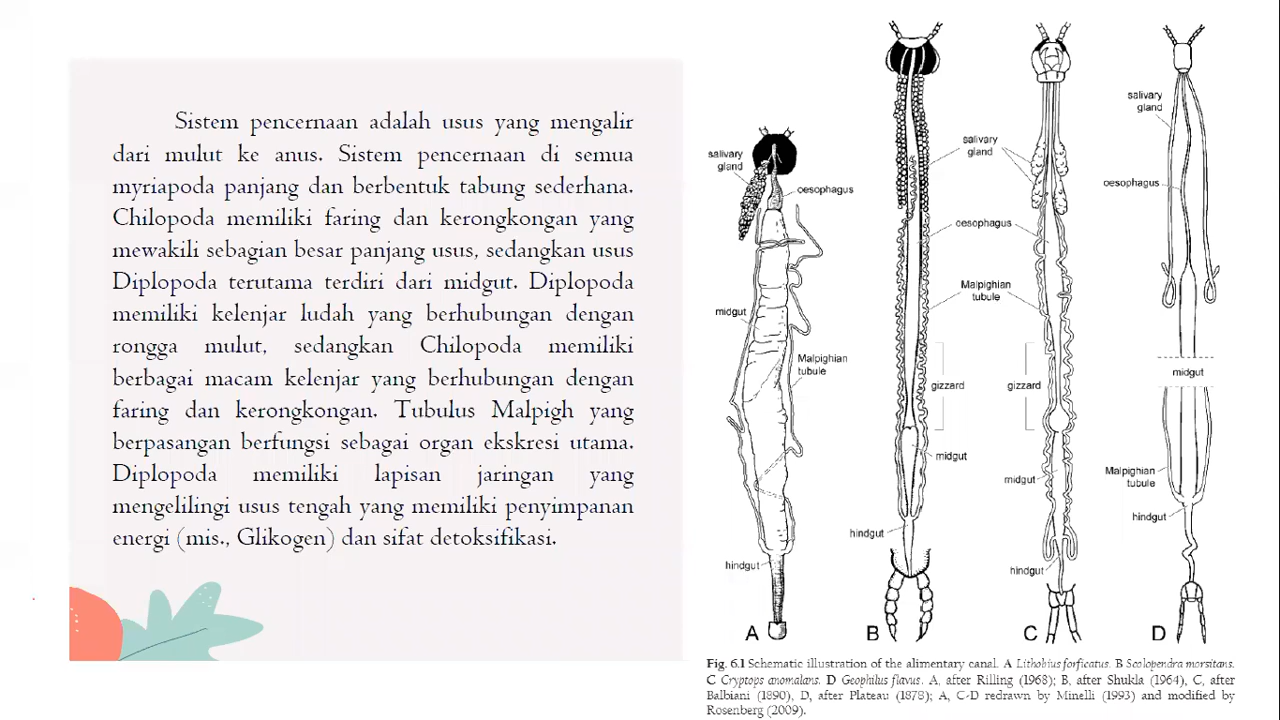 Sistem pencernaan adalah usus yang mengalir
dari mulut ke anus. Sistem pencernaan di semua
myriapoda panjang dan berbentuk tabung sederhana.
Chilopoda memiliki faring dan kerongkongan yang
mewakili sebagian besar panjang usus, sedangkan usus
Diplopoda terutama terdiri dari midgut. Diplopoda
memiliki kelenjar ludah yang berhubungan dengan
rongga mulut, sedangkan Chilopoda memiliki
berbagai macam kelenjar yang berhubungan dengan
faring dan kerongkongan. Tubulus Malpigh yang
berpasangan berfungsi sebagai organ ekskresi utama.
Diplopoda memiliki lapisan jaringan yang
mengelilingi usus tengah yang memiliki penyimpanan
energi (mis., Glikogen) dan sifat detoksifikasi.
salivary
gland
oesophagus
midgut
Malpighian
tubule
hindgut
A
salivary
gland
oesophagus
Malpighian
tubule
gizzard
midgut
hindgut
B
gizzard
midgut
hindgut
C
salivary
gland
oesophagus
midgut
Malpighian
tubule
hindgut
D
Fig. 6.1 Schematic illustration of the alimentary canal. A Lithobius forficatus. B Scolopendra morsitans.
C Cryptops anomalans. D Geophilus flavus. A, after Rilling (1968); B, after Shukla (1964), C, after
Balbiani (1890), D, after Plateau (1878); A, C-D redrawn by Minelli (1993) and modified by
Rosenberg (2009).